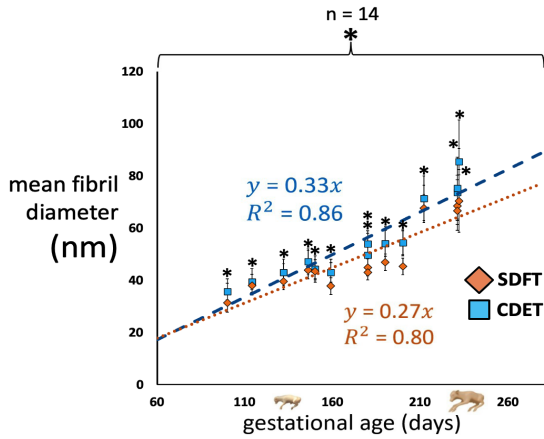 n = 14
*
120
100
80
60
40
20
0
mean fibril
diameter
(nm)
y = 0.33x
R² = 0.86
y = 0.27x
R² = 0.80
SDFT
CDET
60 110 160 210 260
gestational age (days)